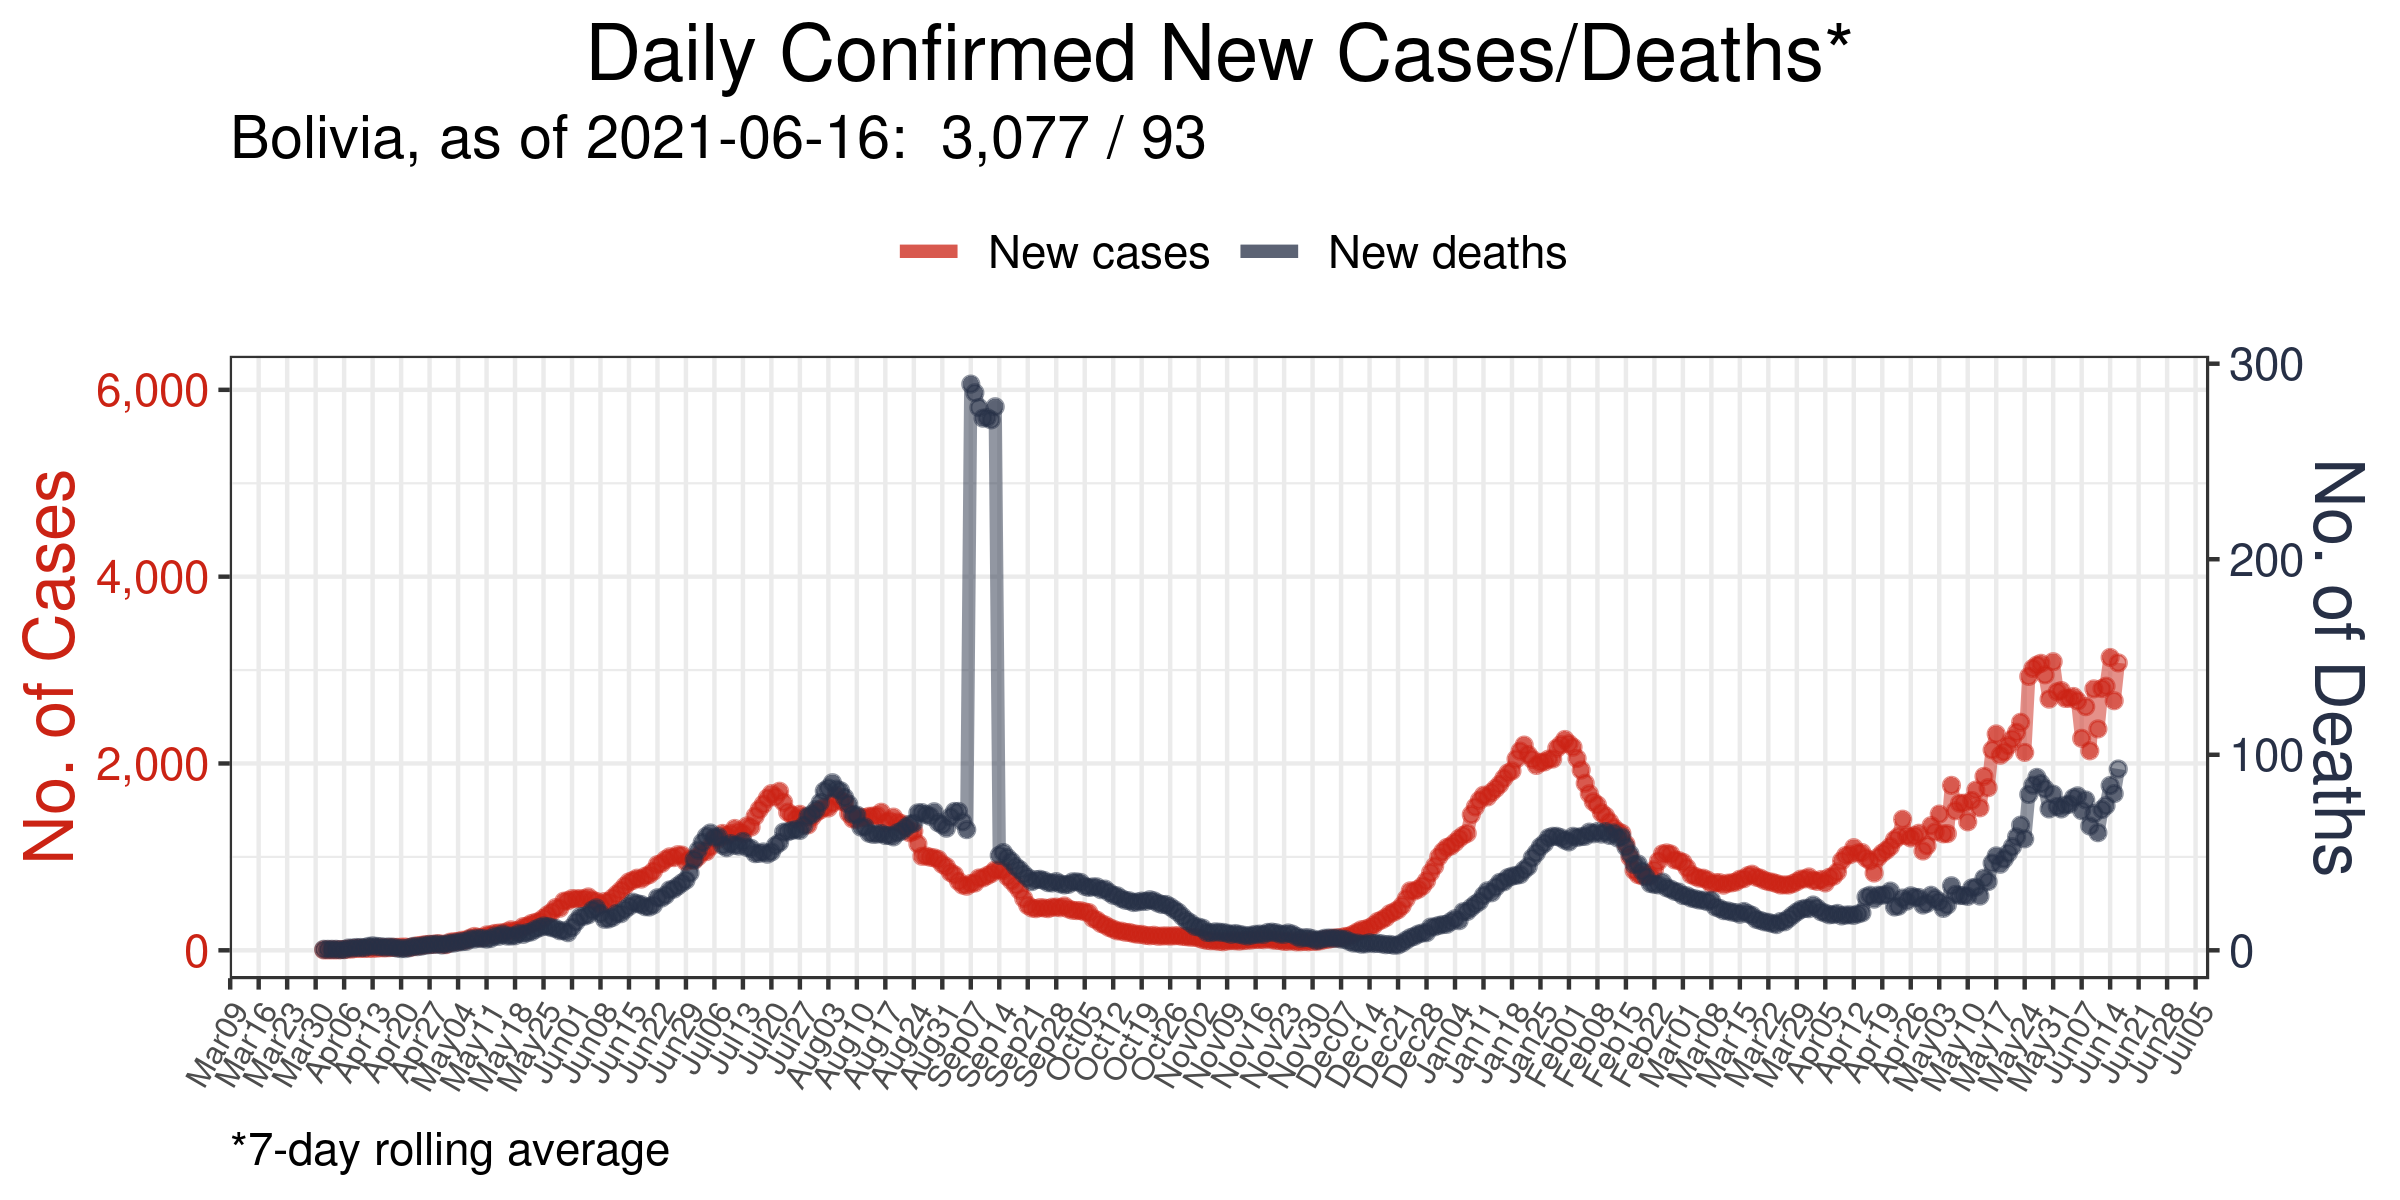 Daily Confirmed New Cases/Deaths*
Bolivia, as of 2021-06-16:  3,077 / 93
New cases
New deaths
No. of Cases
6,000
4,000
2,000
0
300
200
100
0
No. of Deaths
Mar09
Mar16
Mar23
Mar30
Apr06
Apr13
Apr20
Apr27
May04
May11
May18
May25
Jun01
Jun08
Jun15
Jun22
Jun29
Jul06
Jul13
Jul20
Jul27
Aug03
Aug10
Aug17
Aug24
Aug31
Sep07
Sep14
Sep21
Sep28
Oct05
Oct12
Oct19
Oct26
Nov02
Nov09
Nov16
Nov23
Nov30
Dec07
Dec14
Dec21
Dec28
Jan04
Jan11
Jan18
Jan25
Feb01
Feb08
Feb15
Feb22
Mar01
Mar08
Mar15
Mar22
Mar29
Apr05
Apr12
Apr19
Apr26
May03
May10
May17
May24
May31
Jun07
Jun14
Jun21
Jun28
Jul05
*7-day rolling average